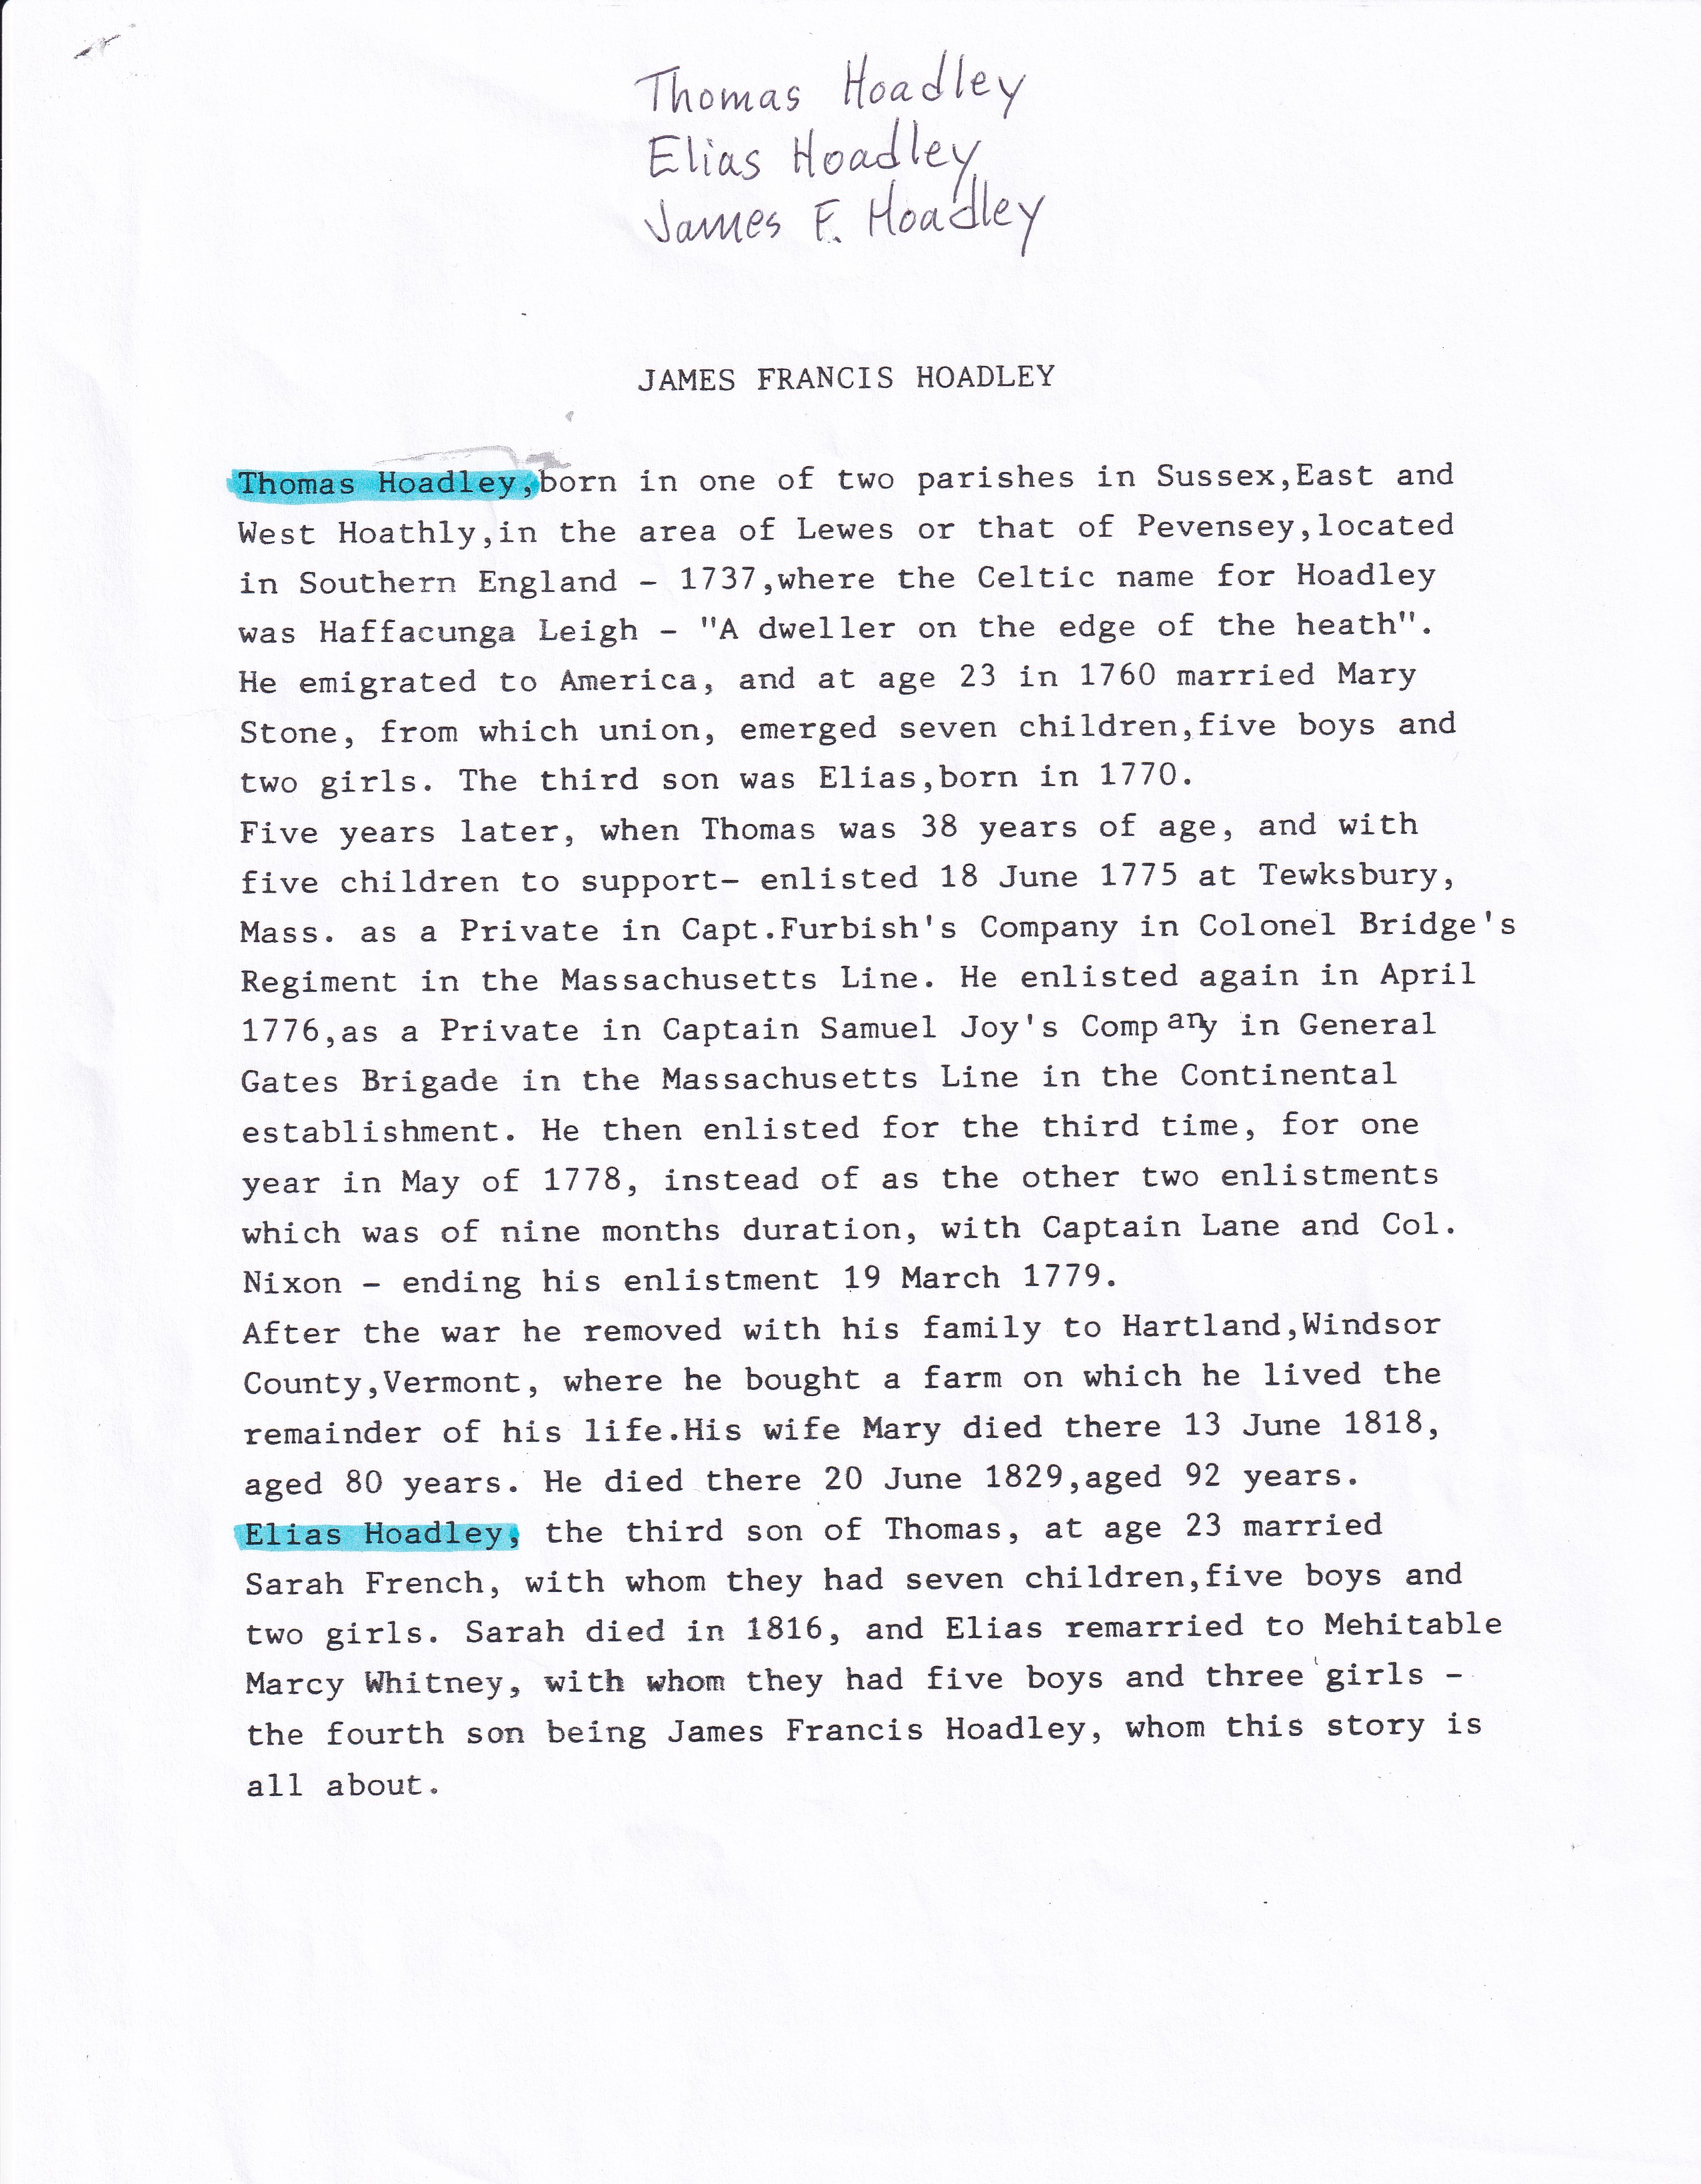 Thomas Hoadley
Elias Hoadley
James F. Hoadley
JAMES FRANCIS HOADLEY
Thomas Hoadley,born in one of two parishes in Sussex,East and
West Hoathly,in the area of Lewes or that of Pevensey,located
in Southern England - 1737,where the Celtic name for Hoadley
was Haffacunga Leigh - "A dweller on the edge of the heath".
He emigrated to America, and at age 23 in 1760 married Mary
Stone, from which union, emerged seven children,five boys and
two girls. The third son was Elias,born in 1770.
Five years later, when Thomas was 38 years of age, and with
five children to support- enlisted 18 June 1775 at Tewksbury,
Mass. as a Private in Capt.Furbish's Company in Colonel Bridge's
Regiment in the Massachusetts Line. He enlisted again in April
1776,as a Private in Captain Samuel Joy's Company in General
Gates Brigade in the Massachusetts Line in the Continental
establishment. He then enlisted for the third time, for one
year in May of 1778, instead of as the other two enlistments
which was of nine months duration, with Captain Lane and Col.
Nixon - ending his enlistment 19 March 1779.
After the war he removed with his family to Hartland,Windsor
County,Vermont, where he bought a farm on which he lived the
remainder of his life.His wife Mary died there 13 June 1818,
aged 80 years. He died there 20 June 1829,aged 92 years.
Elias Hoadley, the third son of Thomas, at age 23 married
Sarah French, with whom they had seven children,five boys and
two girls. Sarah died in 1816, and Elias remarried to Mehitable
Marcy Whitney, with whom they had five boys and three girls -
the fourth son being James Francis Hoadley, whom this story is
all about.